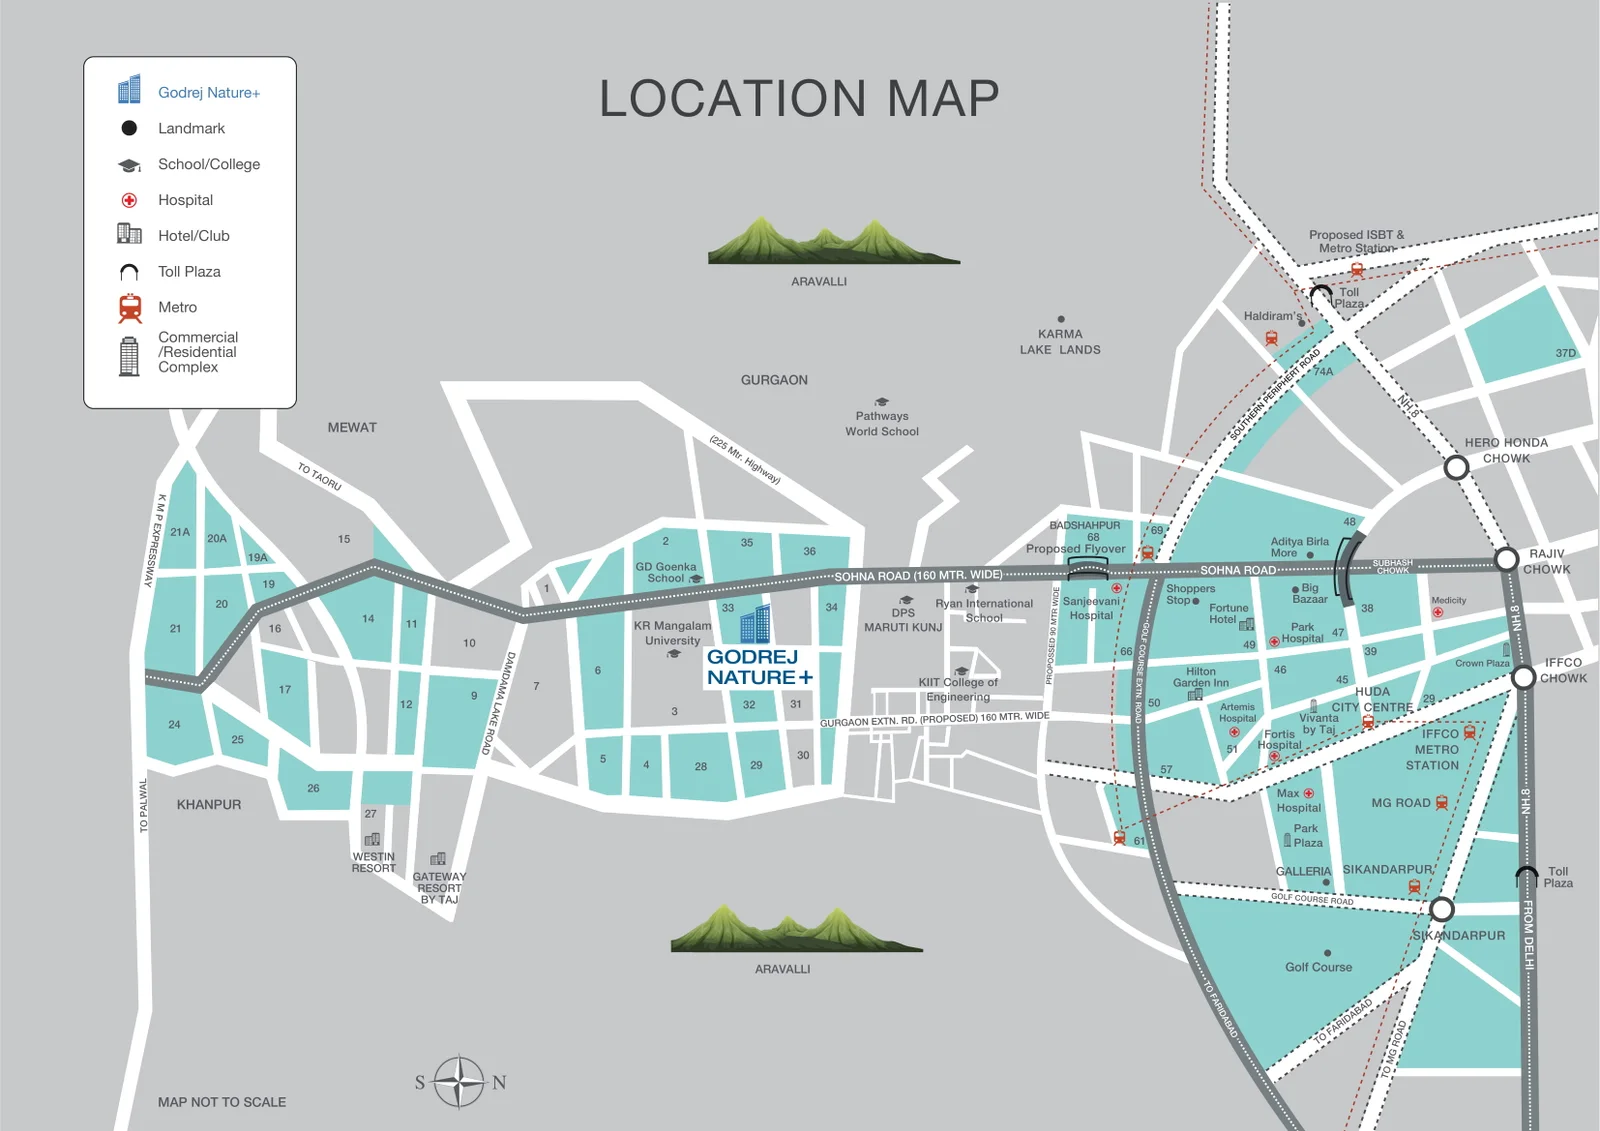 LOCATION MAP
Godrej Nature+
Landmark
School/College
Hospital
Hotel/Club
Toll Plaza
Metro
Commercial
/Residential
Complex
ARAVALLI
GURGAON
KARMA
LAKE LANDS
Pathways
World School
MEWAT
TO TAORU
(225 Mtr. Highway)
K M P EXPRESSWAY
Proposed ISBT &
Metro Station
Toll
Plaza
Haldiram's
74A
37D
SOUTHERN PERIPHERT ROAD
NH.8
HERO HONDA
CHOWK
RAJIV
CHOWK
IFFCO
CHOWK
21A
20A
19A
15
19
20
21
16
14
11
10
17
12
9
24
25
26
27
7
1
2
35
36
GD Goenka
School
33
34
KR Mangalam
University
GODREJ
NATURE+
6
3
32
31
5
4
28
29
30
SOHNA ROAD (160 MTR. WIDE)
DPS
MARUTI KUNJ
Ryan International
School
KIIT College of
Engineering
GURGAON EXTN. RD. (PROPOSED) 160 MTR. WIDE
PROPOSSED 90 MTR WIDE
BADSHAHPUR
68
Proposed Flyover
69
Sanjeevani
Hospital
66
SOHNA ROAD
48
Aditya Birla
More
SUBHASH
CHOWK
Shoppers
Stop
Big
Bazaar
Fortune
Hotel
Park
Hospital
38
Medicity
49
47
39
Crown Plaza
NH.8
Hilton
Garden Inn
46
45
HUDA
CITY CENTRE
29
50
Artemis
Hospital
Vivanta
by Taj
51
Fortis
Hospital
IFFCO
METRO
STATION
57
GOLF COURSE EXTN. ROAD
Max
Hospital
MG ROAD
NH.8
61
Park
Plaza
GALLERIA
SIKANDARPUR
Toll
Plaza
GOLF COURSE ROAD
SIKANDARPUR
FROM DELHI
Golf Course
TO FARIDABAD
TO FARIDABAD
TO MG ROAD
DAMDAMA LAKE ROAD
KHANPUR
TO PALWAL
WESTIN
RESORT
GATEWAY
RESORT
BY TAJ
ARAVALLI
S N
MAP NOT TO SCALE